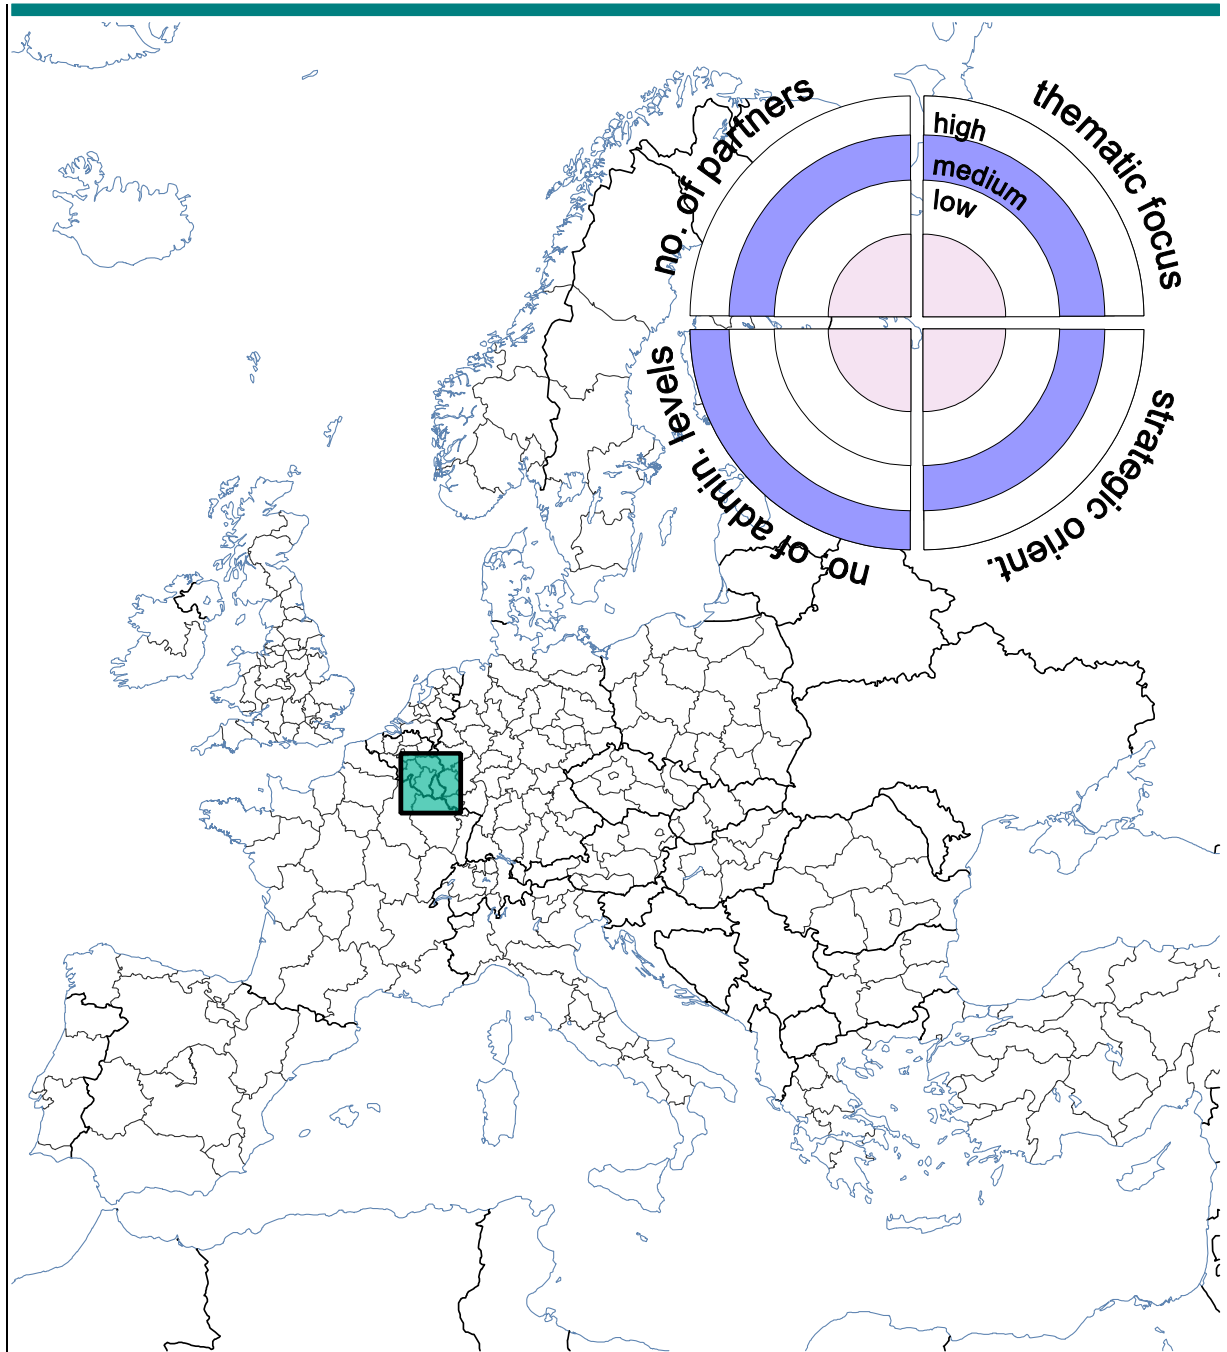 no. of partners
thematic focus
high
medium
low
no. of admin. levels
strategic orient.